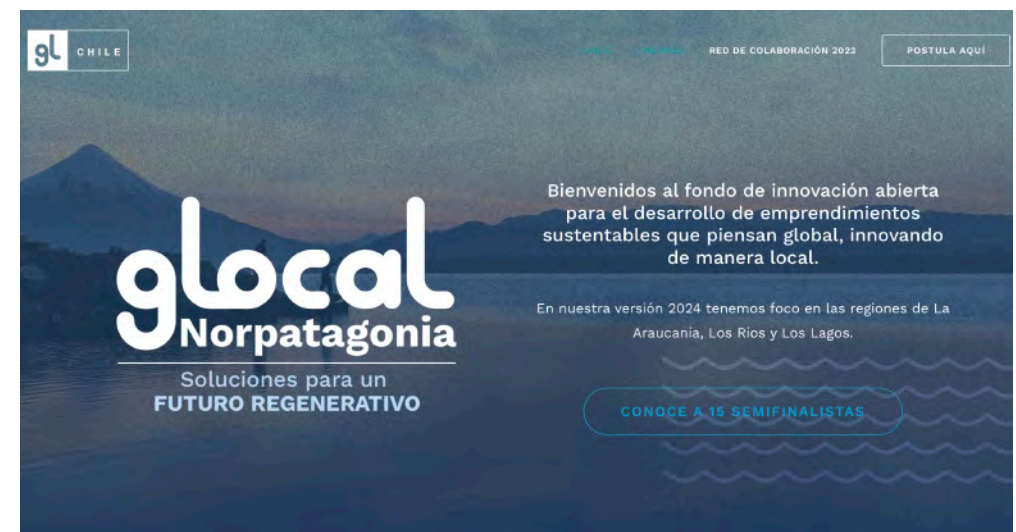 gl CHILE
RED DE COLABORACIÓN 2023
POSTULA AQUÍ
glocal
Norpatagonia
Soluciones para un
FUTURO REGENERATIVO
Bienvenidos al fondo de innovación abierta
para el desarrollo de emprendimientos
sustentables que piensan global, innovando
de manera local.
En nuestra versión 2024 tenemos foco en las regiones de La
Araucanía, Los Ríos y Los Lagos.
CONOCE A 15 SEMIFINALISTAS